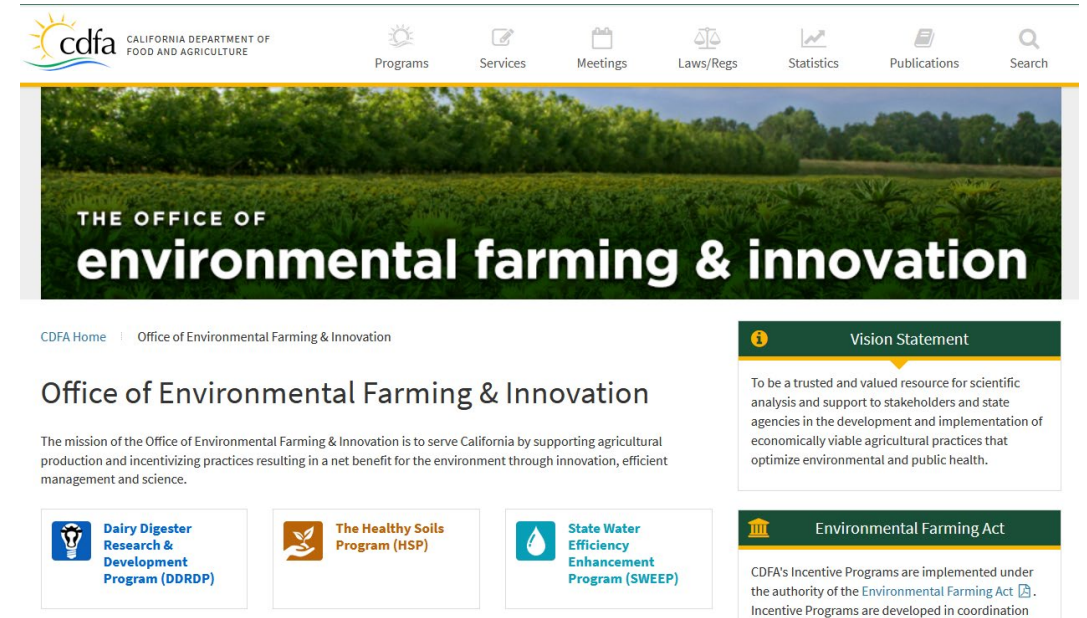 cdfa
CALIFORNIA DEPARTMENT OF
FOOD AND AGRICULTURE
Programs
Services
Meetings
Laws/Regs
Statistics
Publications
Search
THE OFFICE OF
environmental farming & innovation
CDFA Home
Office of Environmental Farming & Innovation
Office of Environmental Farming & Innovation
The mission of the Office of Environmental Farming & Innovation is to serve California by supporting agricultural
production and incentivizing practices resulting in a net benefit for the environment through innovation, efficient
management and science.
Dairy Digester
Research &
Development
Program (DDRDP)
The Healthy Soils
Program (HSP)
State Water
Efficiency
Enhancement
Program (SWEEP)
Vision Statement
To be a trusted and valued resource for scientific
analysis and support to stakeholders and state
agencies in the development and implementation of
economically viable agricultural practices that
optimize environmental and public health.
Environmental Farming Act
CDFA's Incentive Programs are implemented under
the authority of the Environmental Farming Act.
Incentive Programs are developed in coordination